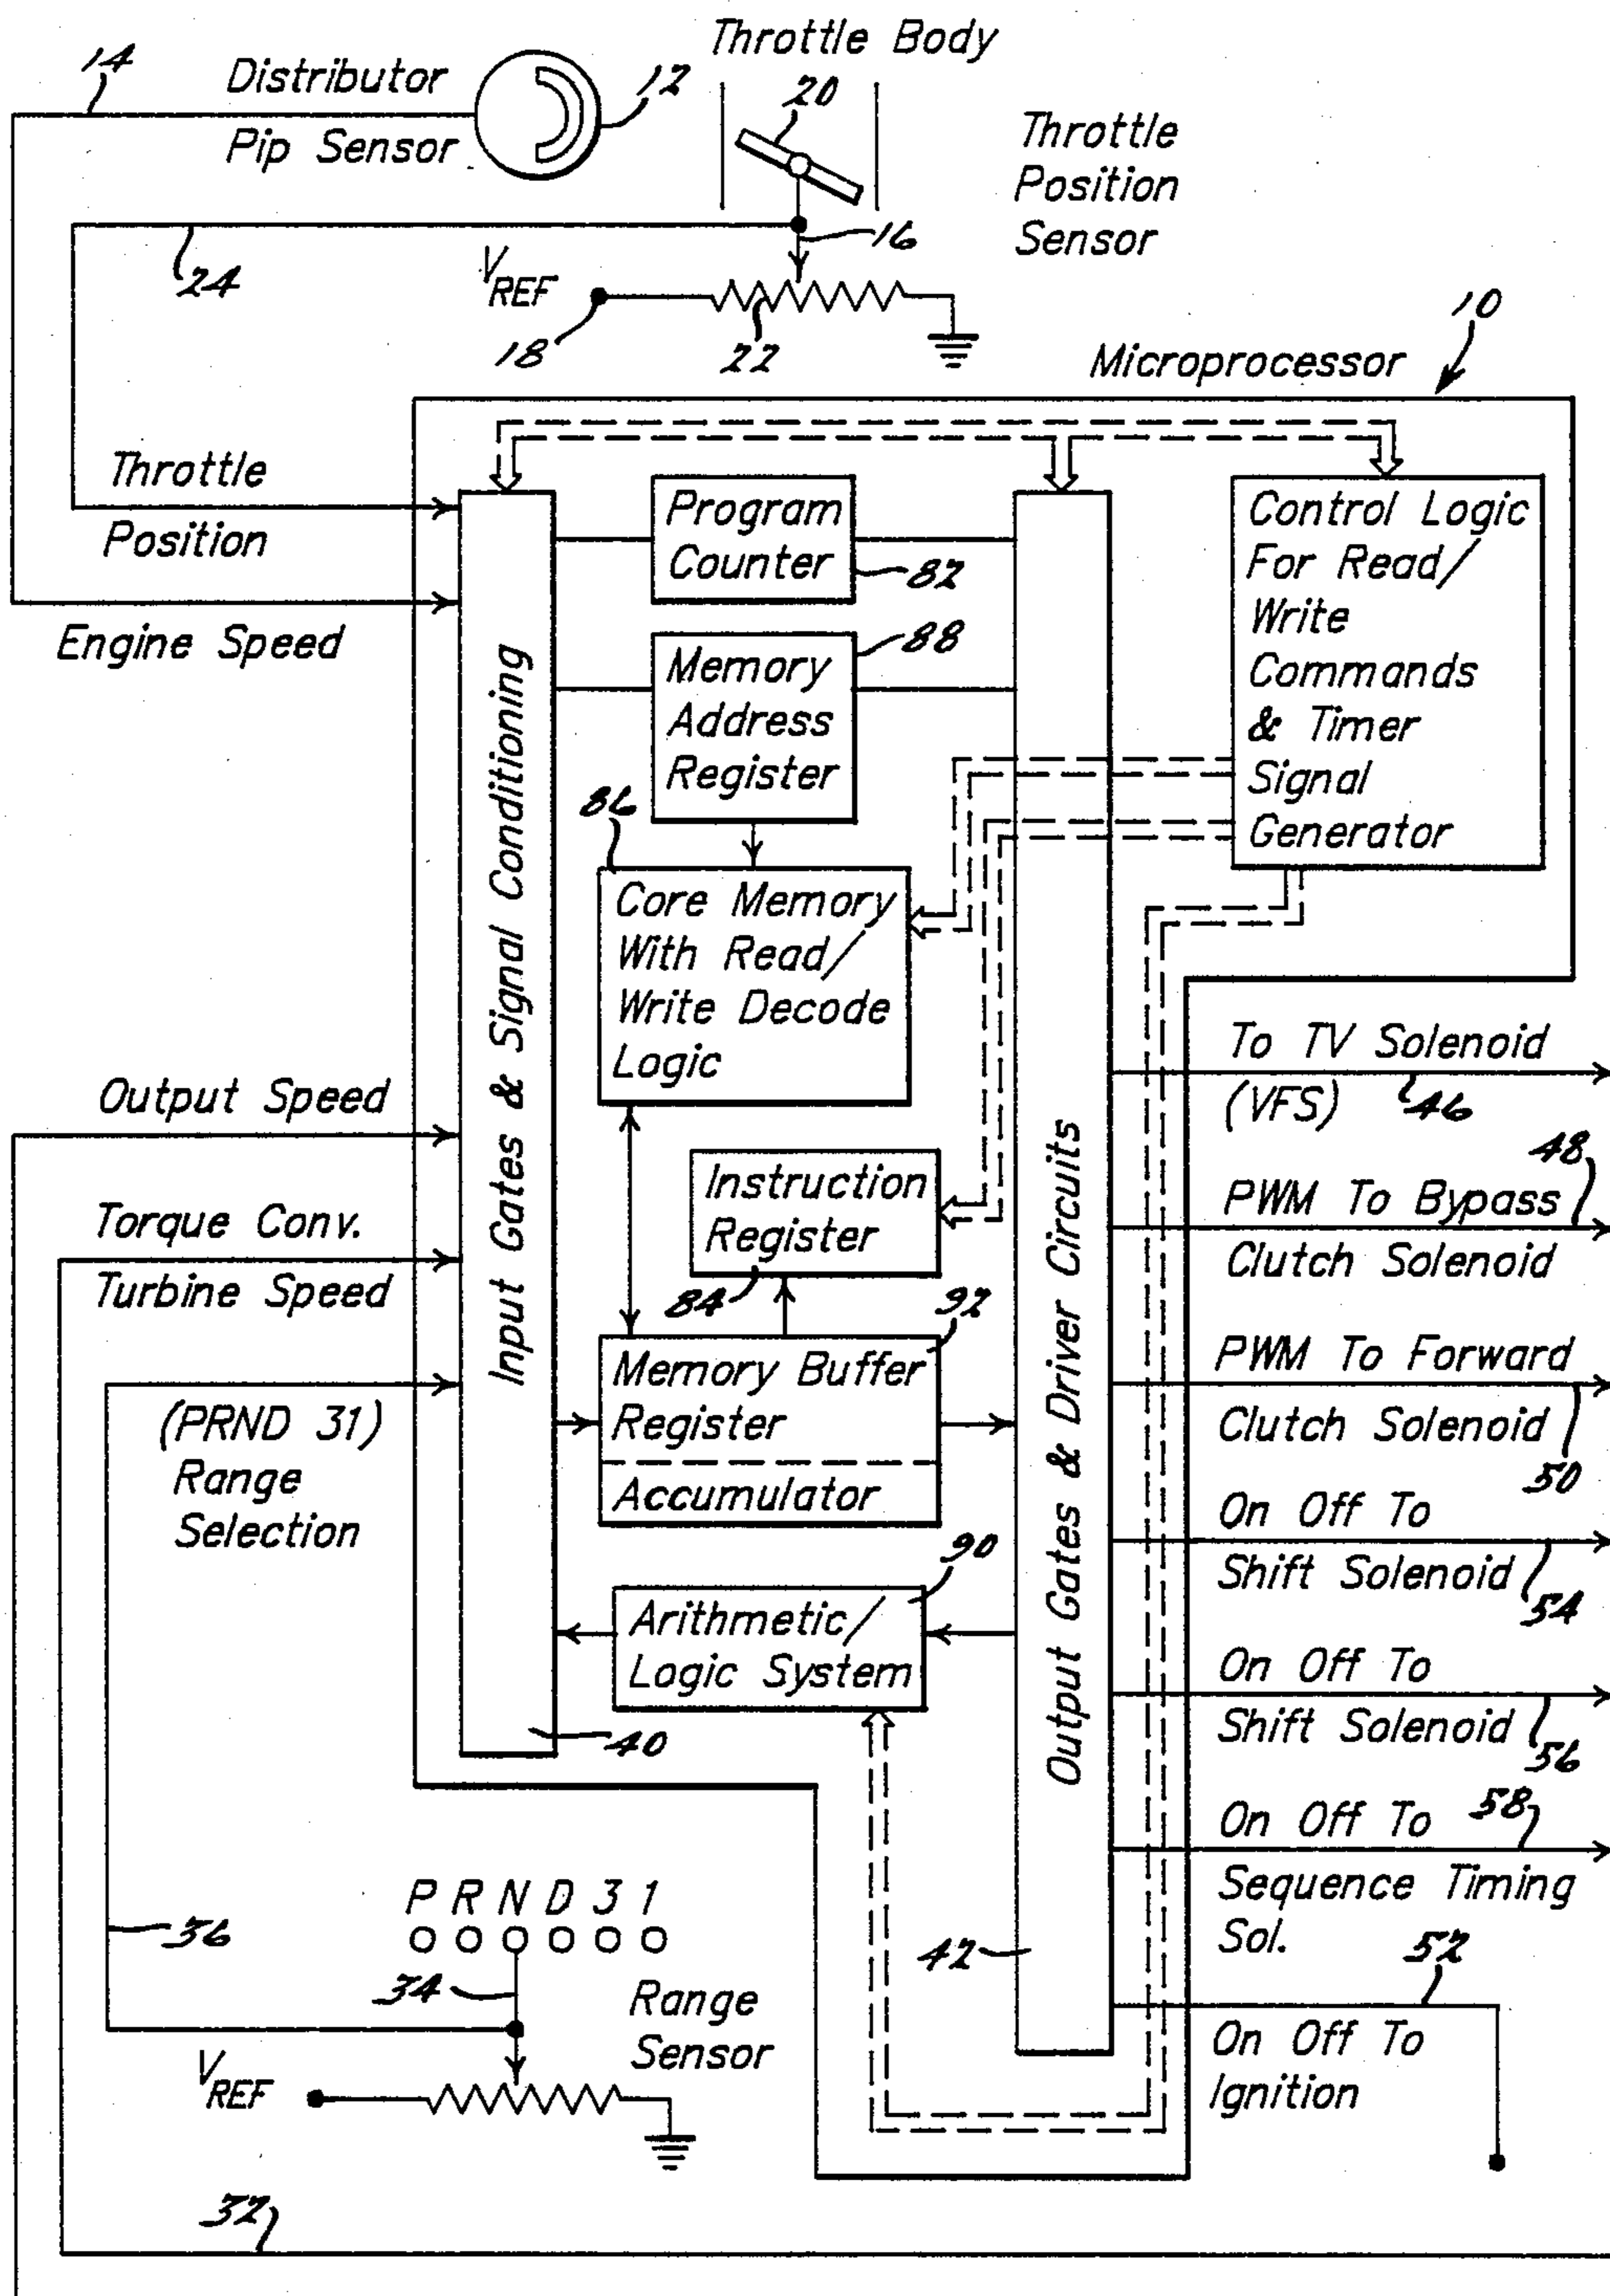 Throttle Body
14
Distributor
Pip Sensor
12
20
Throttle
Position
Sensor
16
24
VREF
18
22
10
Microprocessor
Throttle
Position
Engine Speed
Input Gates & Signal Conditioning
40
Program
Counter
82
Memory
Address
Register
88
86
Core Memory
With Read/
Write Decode
Logic
Instruction
Register
84
92
Memory Buffer
Register
Accumulator
90
Arithmetic/
Logic System
Output Gates & Driver Circuits
42
Control Logic
For Read/
Write
Commands
& Timer
Signal
Generator
Output Speed
Torque Conv.
Turbine Speed
(PRND 31)
Range
Selection
To TV Solenoid
(VFS)
46
48
PWM To Bypass
Clutch Solenoid
PWM To Forward
Clutch Solenoid
50
On Off To
Shift Solenoid
54
On Off To
Shift Solenoid
56
On Off To
58
Sequence Timing
Sol.
52
On Off To
Ignition
P R N D 3 1
36
34
Range
Sensor
VREF
32